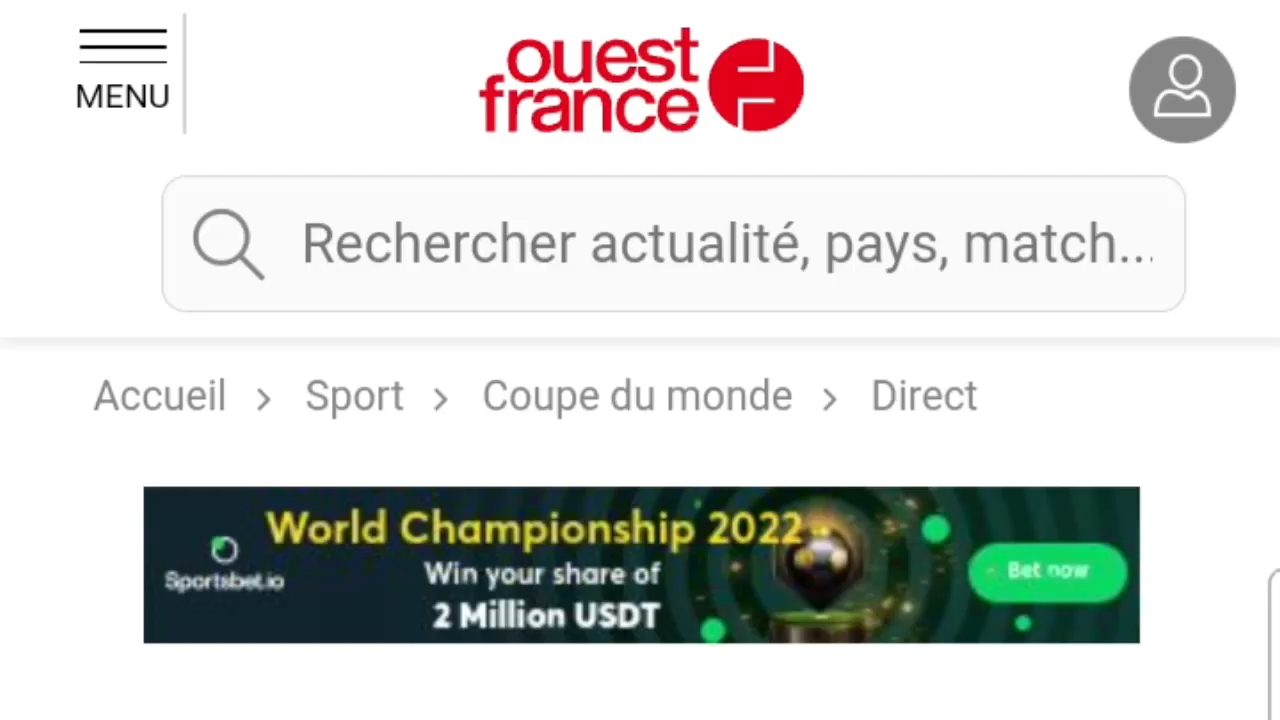 MENU
ouest
france
Rechercher actualité, pays, match...
Accueil > Sport > Coupe du monde > Direct
World Championship 2022
Sportsbet.io
Win your share of
2 Million USDT
Bet now